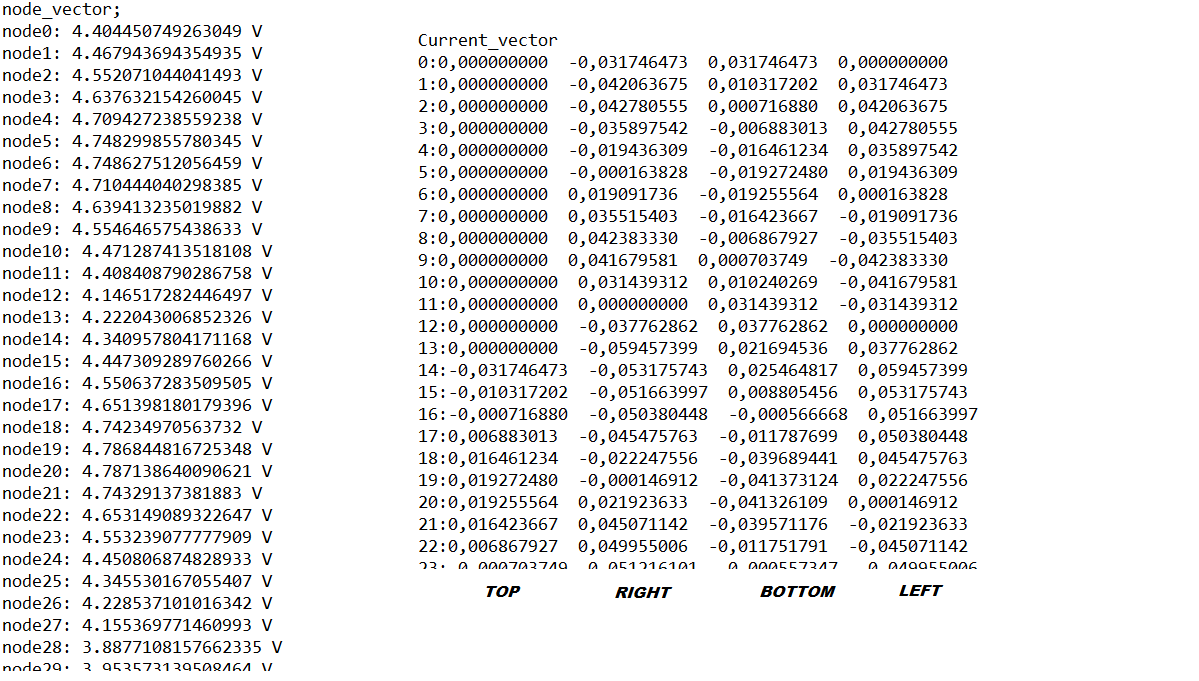 node_vector;
node0: 4.404450749263049 V
node1: 4.467943694354935 V
node2: 4.552071044041493 V
node3: 4.637632154260045 V
node4: 4.709427238559238 V
node5: 4.748299855780345 V
node6: 4.748627512056459 V
node7: 4.710444040298385 V
node8: 4.639413235019882 V
node9: 4.554646575438633 V
node10: 4.471287413518108 V
node11: 4.408408790286758 V
node12: 4.146517282446497 V
node13: 4.222043006852326 V
node14: 4.340957804171168 V
node15: 4.447309289760266 V
node16: 4.550637283509505 V
node17: 4.651398180179396 V
node18: 4.74234970563732 V
node19: 4.786844816725348 V
node20: 4.787138640090621 V
node21: 4.74329137381883 V
node22: 4.653149089322647 V
node23: 4.553239077777909 V
node24: 4.450806874828933 V
node25: 4.345530167055407 V
node26: 4.228537101016342 V
node27: 4.155369771460993 V
node28: 3.8877108157662335 V
node29: 3.953573139508464 V
Current_vector
0:0,000000000 -0,031746473 0,031746473 0,000000000
1:0,000000000 -0,042063675 0,010317202 0,031746473
2:0,000000000 -0,042780555 0,000716880 0,042063675
3:0,000000000 -0,035897542 -0,006883013 0,042780555
4:0,000000000 -0,019436309 -0,016461234 0,035897542
5:0,000000000 -0,000163828 -0,019272480 0,019436309
6:0,000000000 0,019091736 -0,019255564 0,000163828
7:0,000000000 0,035515403 -0,016423667 -0,019091736
8:0,000000000 0,042383330 -0,006867927 -0,035515403
9:0,000000000 0,041679581 0,000703749 -0,042383330
10:0,000000000 0,031439312 0,010240269 -0,041679581
11:0,000000000 0,000000000 0,031439312 -0,031439312
12:0,000000000 -0,037762862 0,037762862 0,000000000
13:0,000000000 -0,059457399 0,021694536 0,037762862
14:-0,031746473 -0,053175743 0,025464817 0,059457399
15:-0,010317202 -0,051663997 0,008805456 0,053175743
16:-0,000716880 -0,050380448 -0,000566668 0,051663997
17:0,006883013 -0,045475763 -0,011787699 0,050380448
18:0,016461234 -0,022247556 -0,039689441 0,045475763
19:0,019272480 -0,000146912 -0,041373124 0,022247556
20:0,019255564 0,021923633 -0,041326109 0,000146912
21:0,016423667 0,045071142 -0,039571176 -0,021923633
22:0,006867927 0,049955006 -0,011751791 -0,045071142
TOP RIGHT BOTTOM LEFT